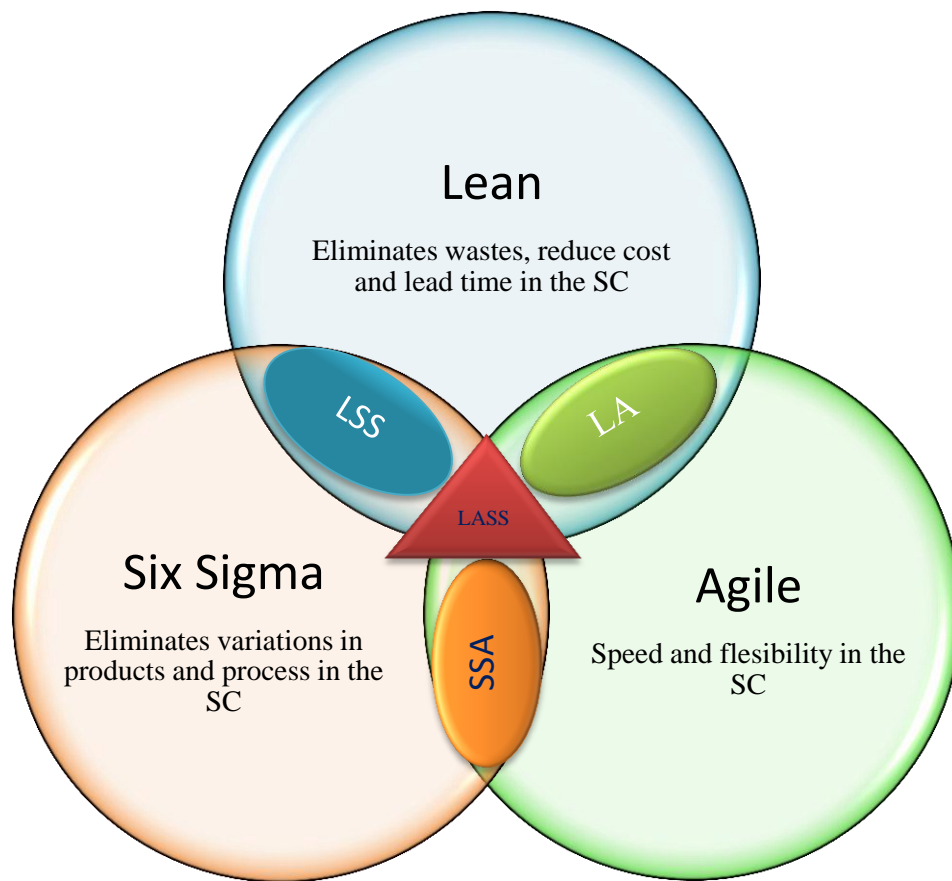 Lean
Eliminates wastes, reduce cost
and lead time in the SC
LSS
LA
LASS
Six Sigma
Eliminates variations in
products and process in the
SC
SSA
Agile
Speed and flesibility in the
SC